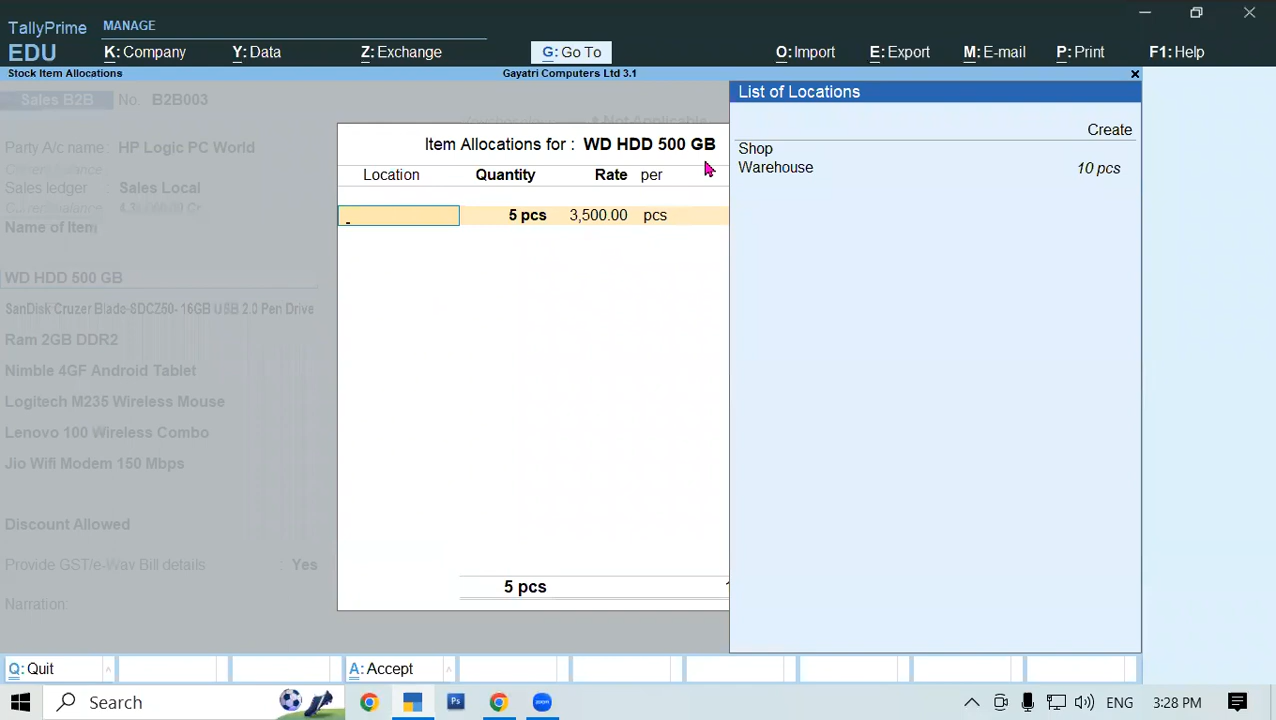 TallyPrime MANAGE
EDU K: Company Y: Data Z: Exchange G: Go To O: Import E: Export M: E-mail P: Print F1: Help
Stock Item Allocations Gayatri Computers Ltd 3.1
Sales B2B No. B2B003
Not Applicable
List of Locations
Party A/c name : HP Logic PC World
Item Allocations for : WD HDD 500 GB
Create
Shop
Warehouse 10 pcs
Location Quantity Rate per
Sales ledger : Sales Local
5 pcs 3,500.00 pcs
Name of Item
WD HDD 500 GB
SanDisk Cruzer Blade-SDCZ50- 16GB USB 2.0 Pen Drive
Ram 2GB DDR2
Nimble 4GF Android Tablet
Logitech M235 Wireless Mouse
Lenovo 100 Wireless Combo
Jio Wifi Modem 150 Mbps
Discount Allowed
Provide GST/e-Way Bill details : Yes
5 pcs
Narration:
Q: Quit A: Accept
Search ENG 3:28 PM